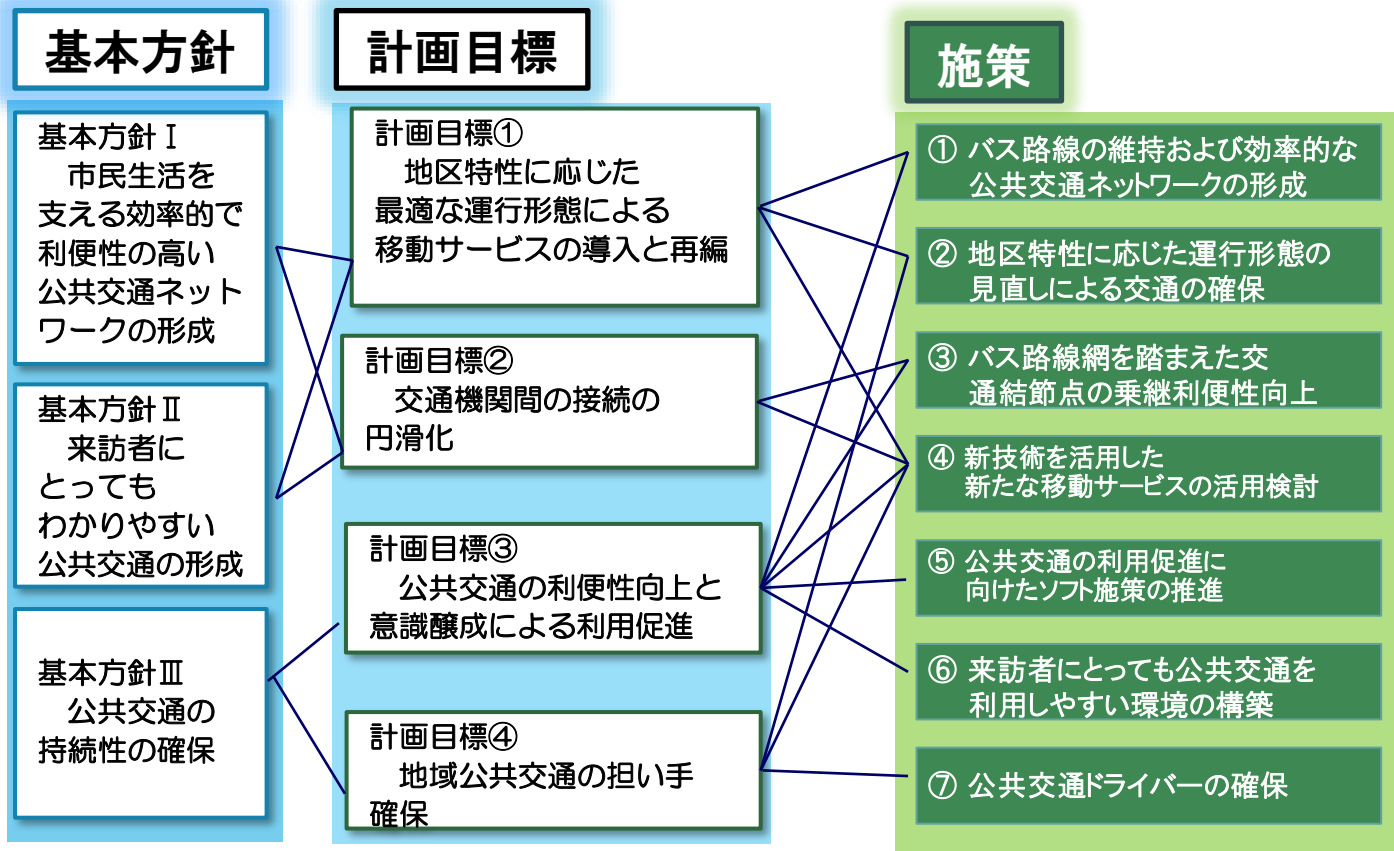 基本方針
計画目標
施策
基本方針Ⅰ
市民生活を
支える効率的で
利便性の高い
公共交通ネット
ワークの形成
基本方針Ⅱ
来訪者に
とっても
わかりやすい
公共交通の形成
基本方針Ⅲ
公共交通の
持続性の確保
計画目標①
地区特性に応じた
最適な運行形態による
移動サービスの導入と再編
計画目標②
交通機関間の接続の
円滑化
計画目標③
公共交通の利便性向上と
意識醸成による利用促進
計画目標④
地域公共交通の担い手
確保
① バス路線の維持および効率的な
公共交通ネットワークの形成
② 地区特性に応じた運行形態の
見直しによる交通の確保
③ バス路線網を踏まえた交
通結節点の乗継利便性向上
④ 新技術を活用した
新たな移動サービスの活用検討
⑤ 公共交通の利用促進に
向けたソフト施策の推進
⑥ 来訪者にとっても公共交通を
利用しやすい環境の構築
⑦ 公共交通ドライバーの確保